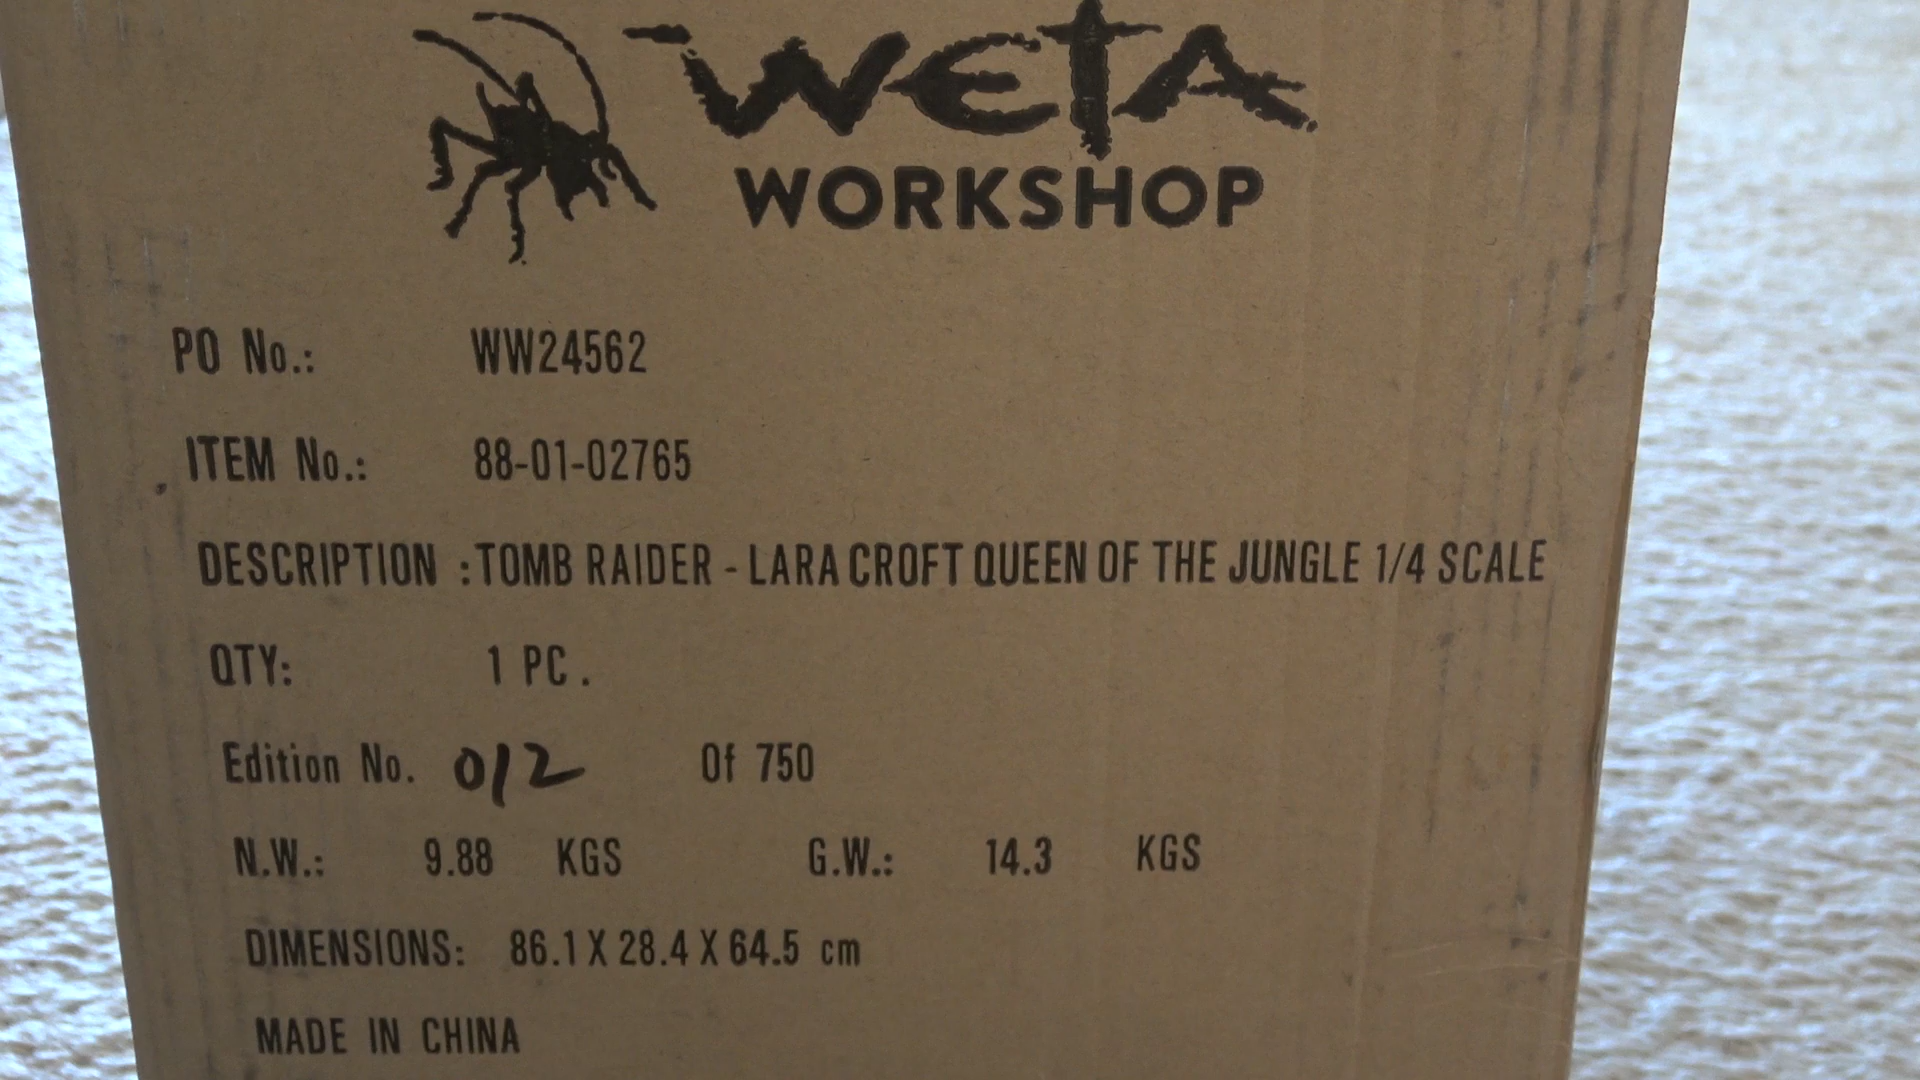 WETA
WORKSHOP
PO No.: WW24562
ITEM No.: 88-01-02765
DESCRIPTION : TOMB RAIDER - LARA CROFT QUEEN OF THE JUNGLE 1/4 SCALE
QTY: 1 PC.
Edition No. 012 Of 750
N.W.: 9.88 KGS G.W.: 14.3 KGS
DIMENSIONS: 86.1 X 28.4 X 64.5 cm
MADE IN CHINA